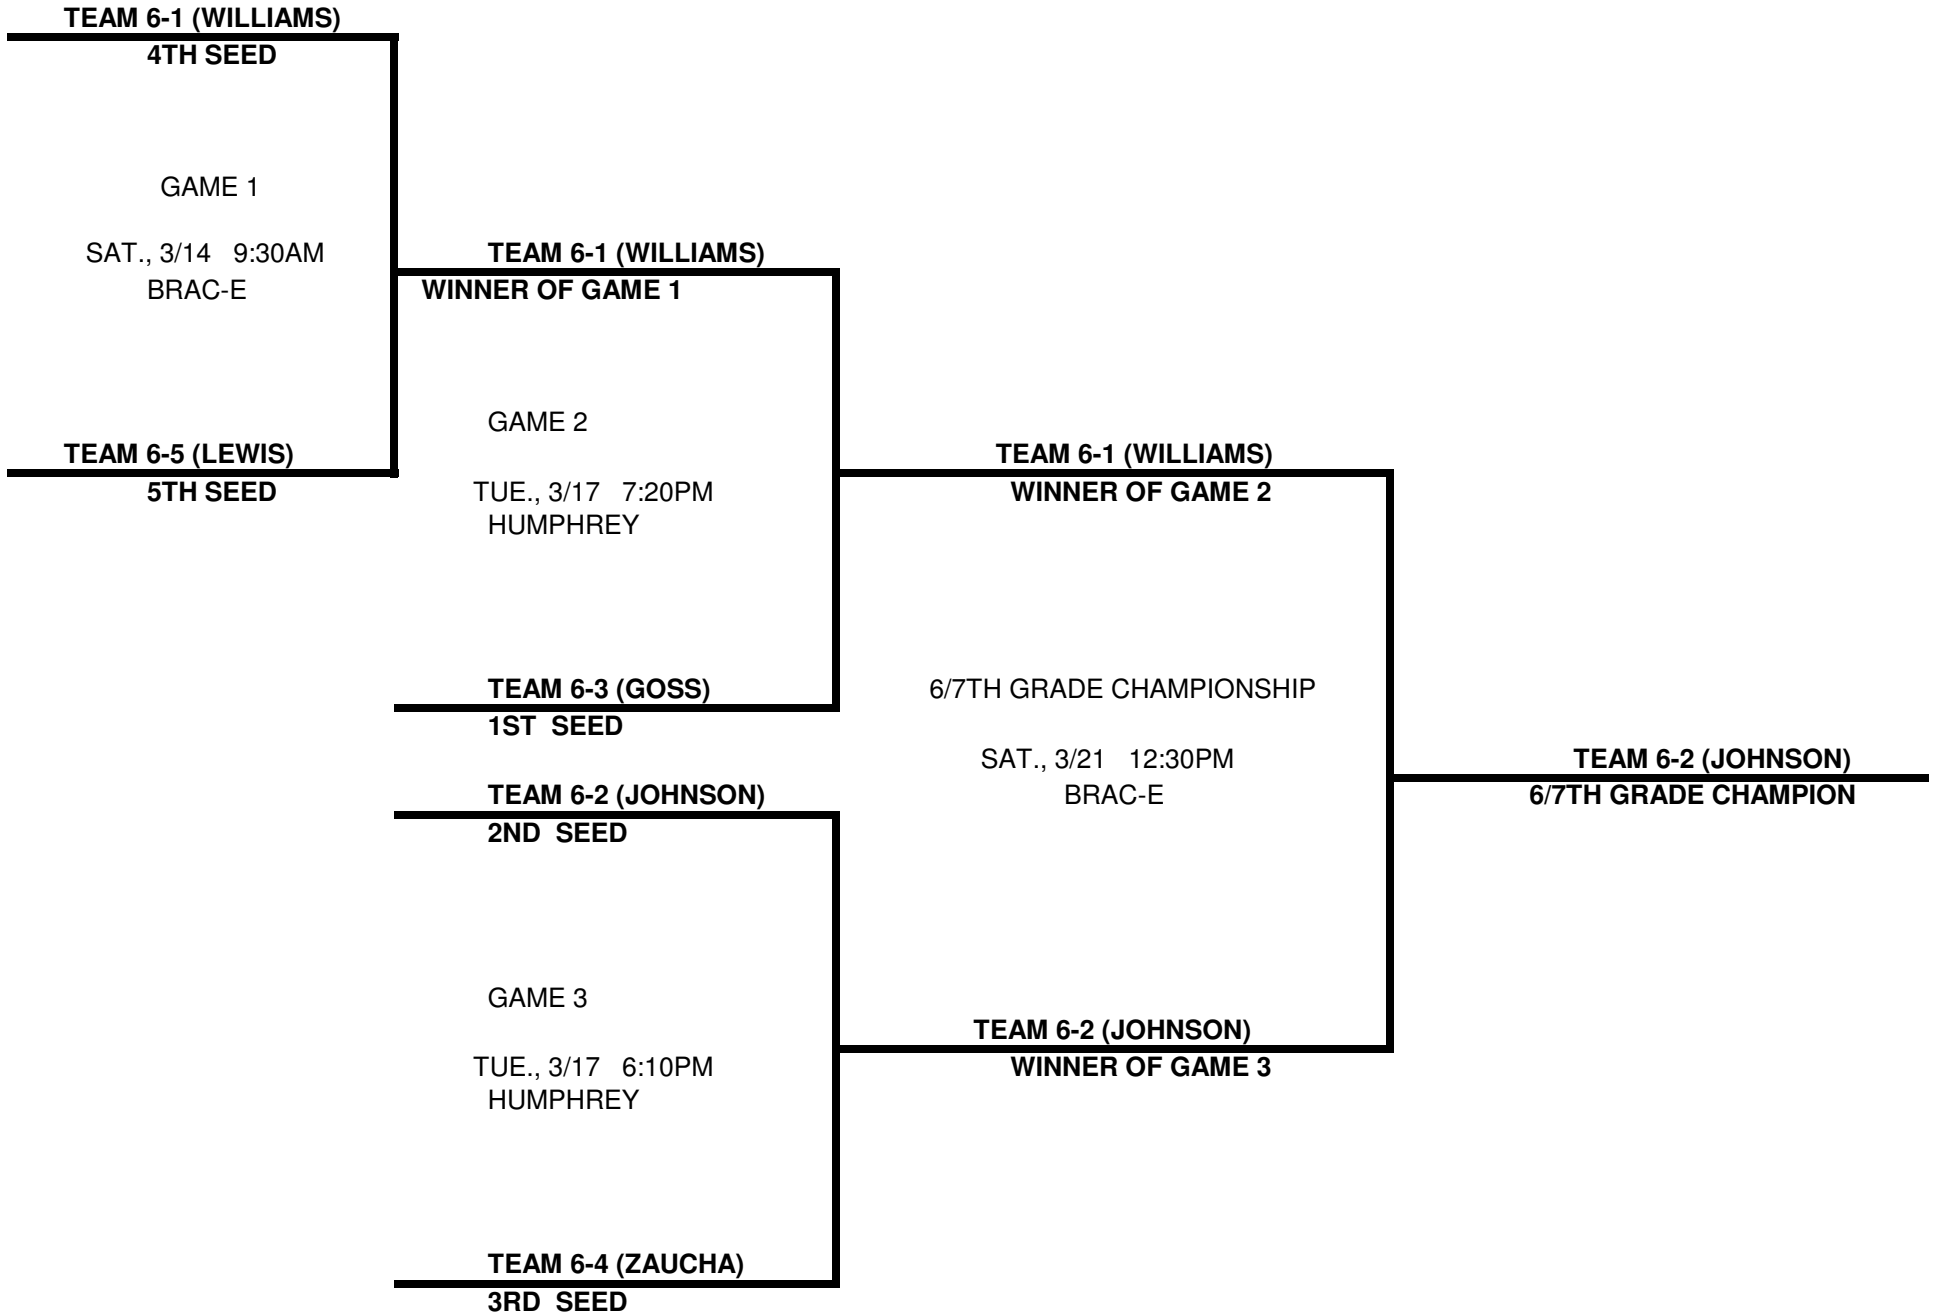 TEAM 6-1 (WILLIAMS)
4TH SEED
GAME 1
SAT., 3/14 9:30AM
BRAC-E
TEAM 6-5 (LEWIS)
5TH SEED
TEAM 6-1 (WILLIAMS)
WINNER OF GAME 1
GAME 2
TUE., 3/17 7:20PM
HUMPHREY
TEAM 6-3 (GOSS)
1ST SEED
TEAM 6-2 (JOHNSON)
2ND SEED
GAME 3
TUE., 3/17 6:10PM
HUMPHREY
TEAM 6-4 (ZAUCHA)
3RD SEED
TEAM 6-1 (WILLIAMS)
WINNER OF GAME 2
6/7TH GRADE CHAMPIONSHIP
SAT., 3/21 12:30PM
BRAC-E
TEAM 6-2 (JOHNSON)
WINNER OF GAME 3
TEAM 6-2 (JOHNSON)
6/7TH GRADE CHAMPION